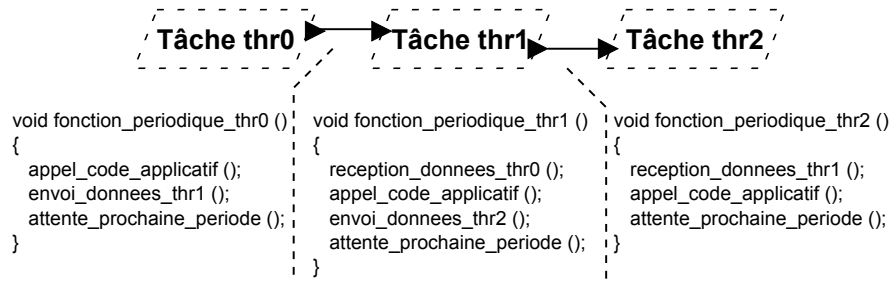 Tâche thr0
Tâche thr1
Tâche thr2
void fonction_periodique_thr0 ()
{
appel_code_applicatif ();
envoi_donnees_thr1 ();
attente_prochaine_periode ();
}
void fonction_periodique_thr1 ()
{
reception_donnees_thr0 ();
appel_code_applicatif ();
envoi_donnees_thr2 ();
attente_prochaine_periode ();
}
void fonction_periodique_thr2 ()
{
reception_donnees_thr1 ();
appel_code_applicatif ();
attente_prochaine_periode ();
}